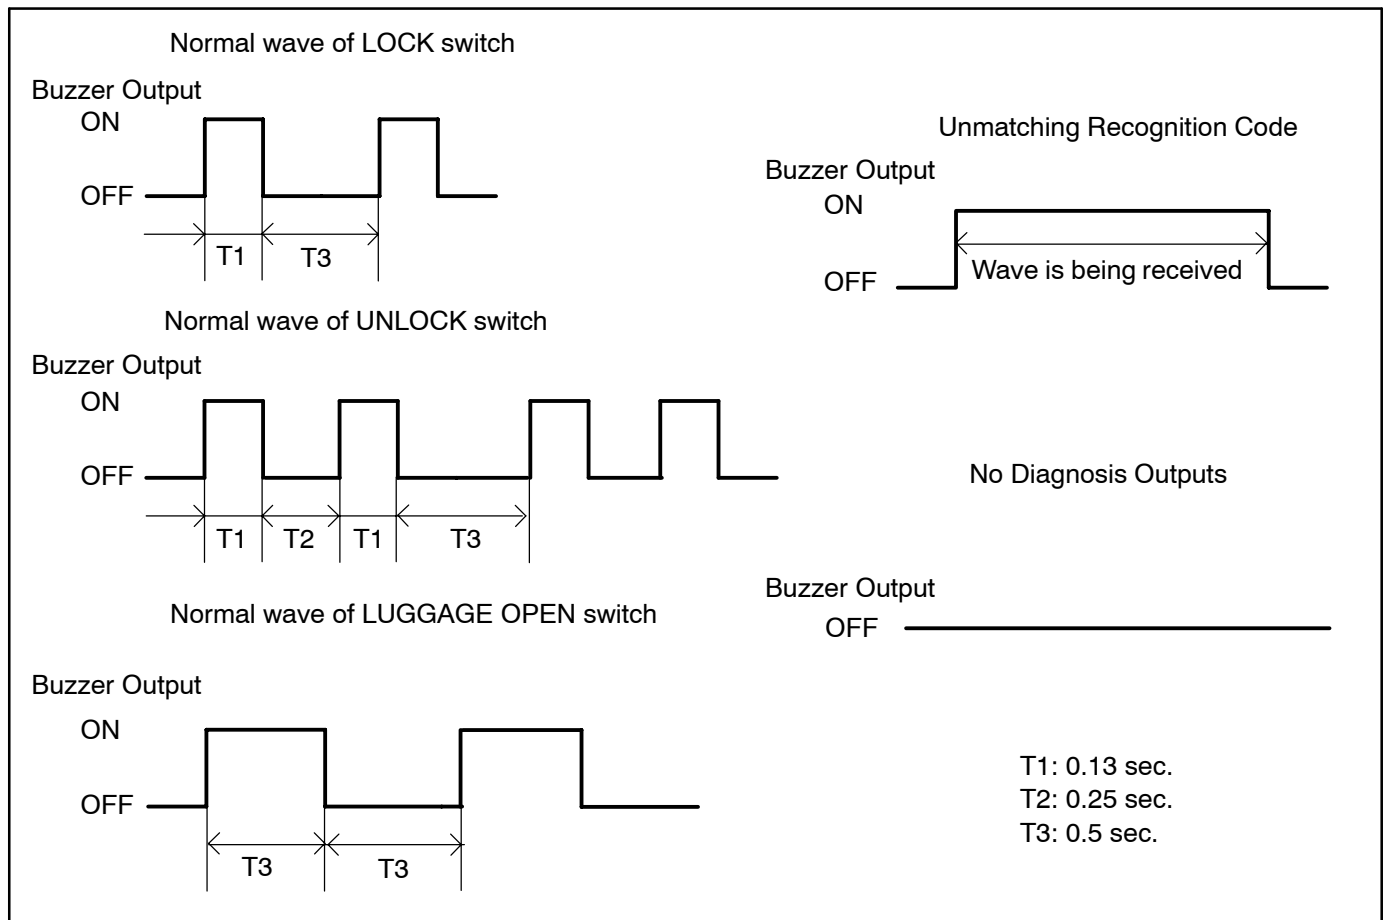 Normal wave of LOCK switch
Buzzer Output
ON
OFF
T1 T3
Normal wave of UNLOCK switch
Buzzer Output
ON
OFF
T1 T2 T1 T3
Normal wave of LUGGAGE OPEN switch
Buzzer Output
ON
OFF
T3 T3
Unmatching Recognition Code
Buzzer Output
ON
Wave is being received
OFF
No Diagnosis Outputs
Buzzer Output
OFF
T1: 0.13 sec.
T2: 0.25 sec.
T3: 0.5 sec.